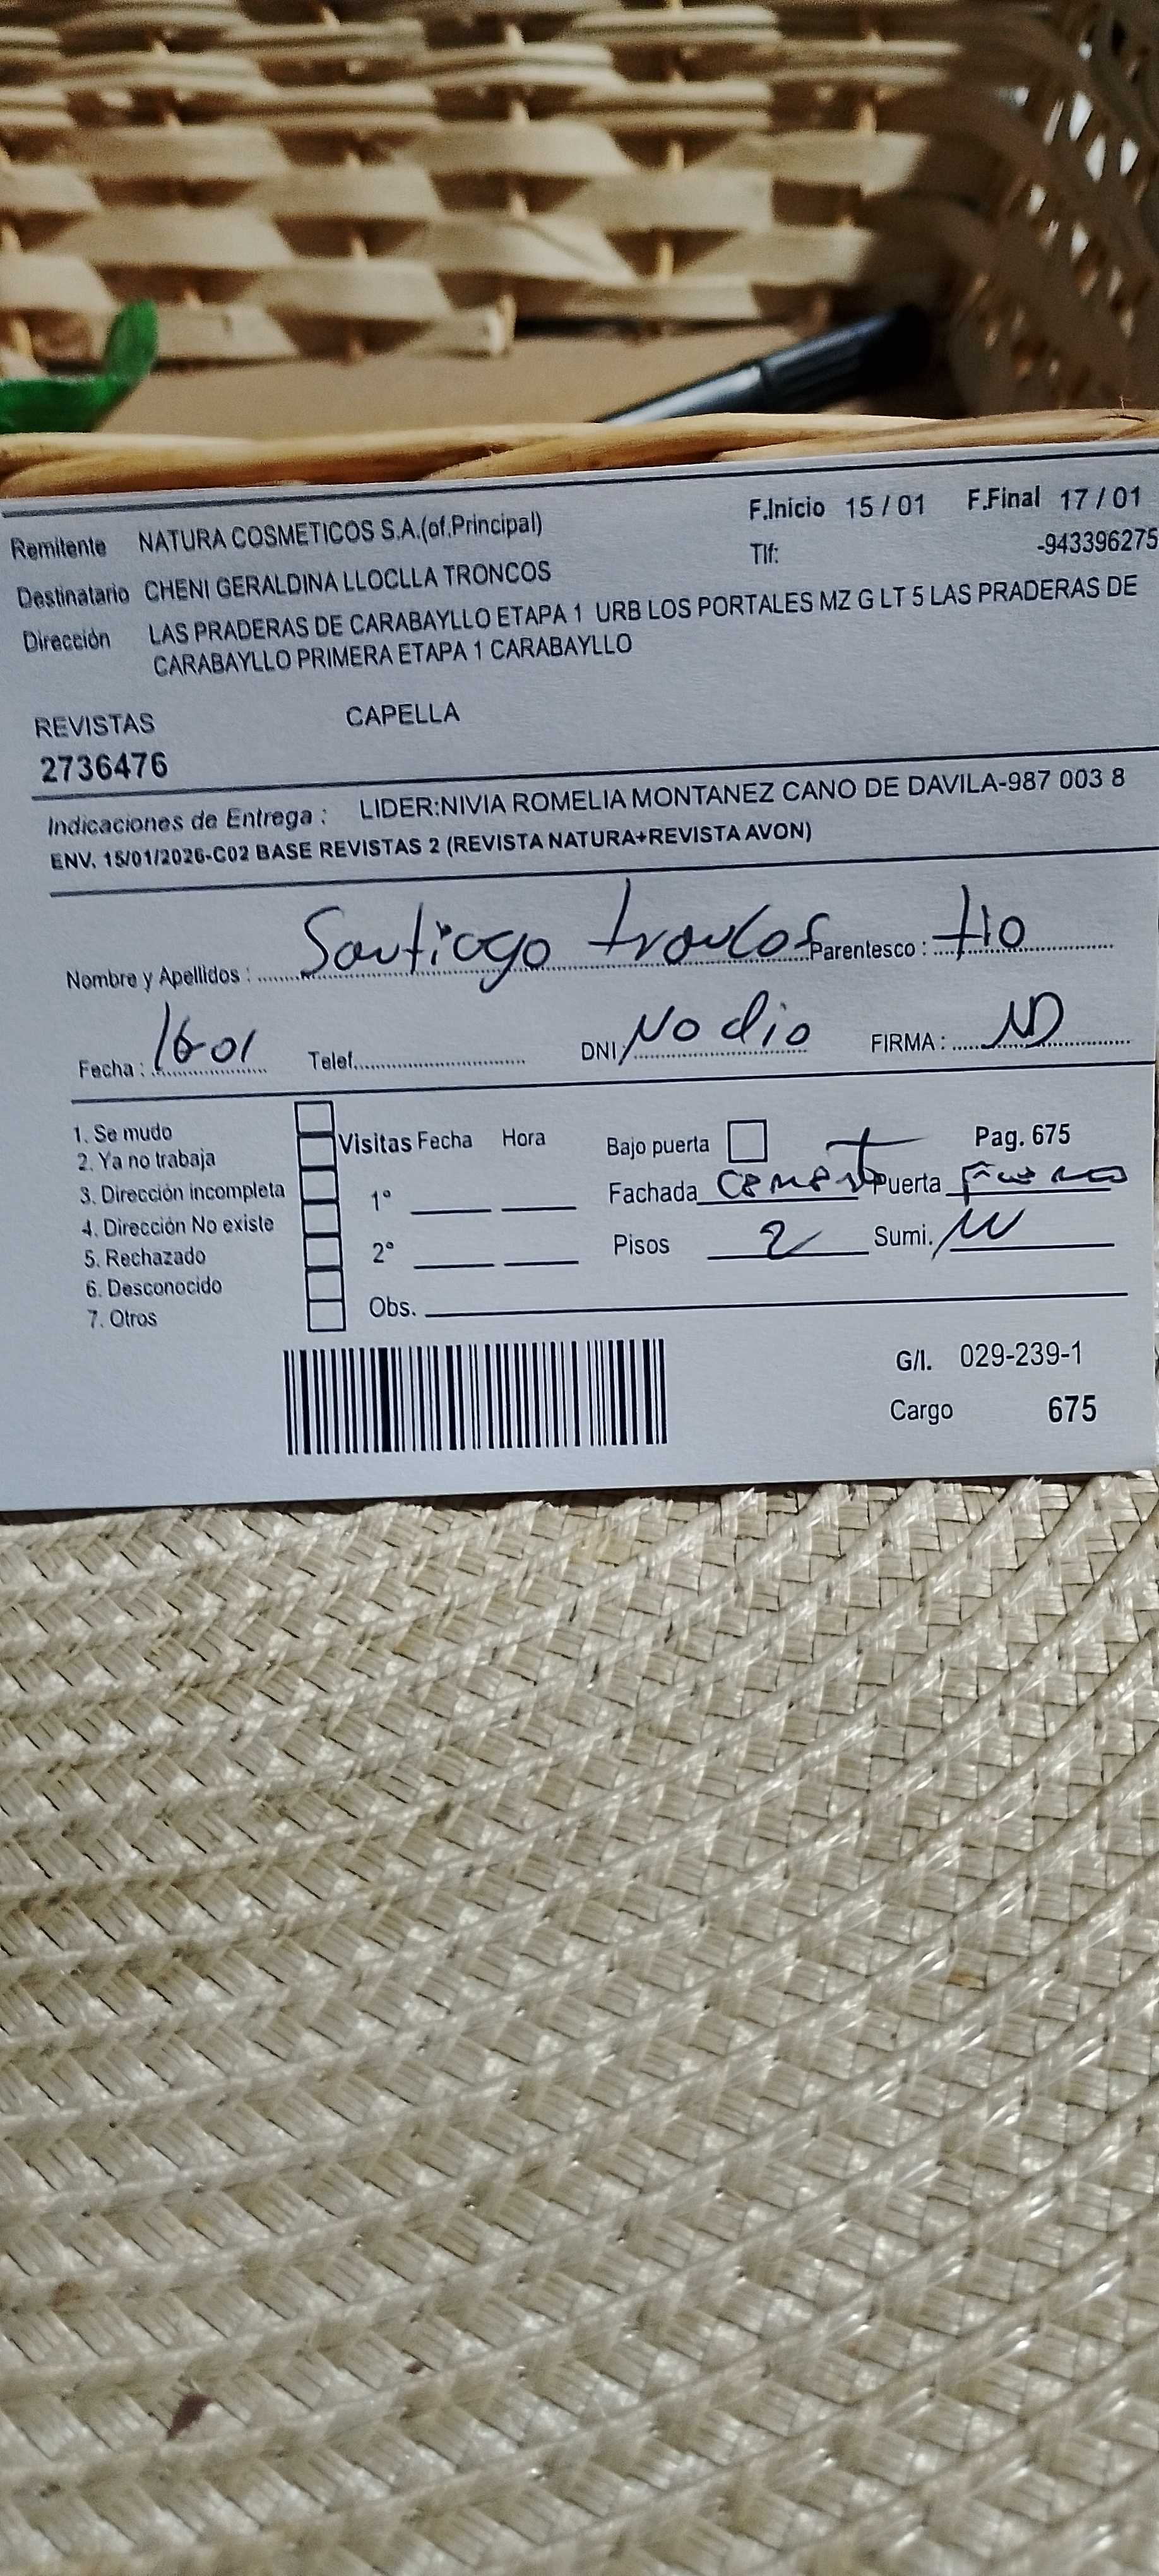 F.Inicio 15 / 01 F.Final 17 / 01
Remitente NATURA COSMETICOS S.A.(of.Principal)
Tlf: -943396275
Destinatario CHENI GERALDINA LLOCLLA TRONCOS
Dirección LAS PRADERAS DE CARABAYLLO ETAPA 1 URB LOS PORTALES MZ G LT 5 LAS PRADERAS DE
CARABAYLLO PRIMERA ETAPA 1 CARABAYLLO
REVISTAS CAPELLA
2736476
Indicaciones de Entrega : LIDER:NIVIA ROMELIA MONTANEZ CANO DE DAVILA-987 003 8
ENV. 15/01/2026-C02 BASE REVISTAS 2 (REVISTA NATURA+REVISTA AVON)
Nombre y Apellidos : Santiago troncos Parentesco : tio
Fecha : 16-01 Telef. DNI No dio FIRMA : ND
1. Se mudo
2. Ya no trabaja
3. Dirección incompleta
4. Dirección No existe
5. Rechazado
6. Desconocido
7. Otros
Visitas Fecha Hora
1°
2°
Obs.
Bajo puerta Pag. 675
Fachada cement Puerta
Pisos 2 Sumi.
G/I. 029-239-1
Cargo 675